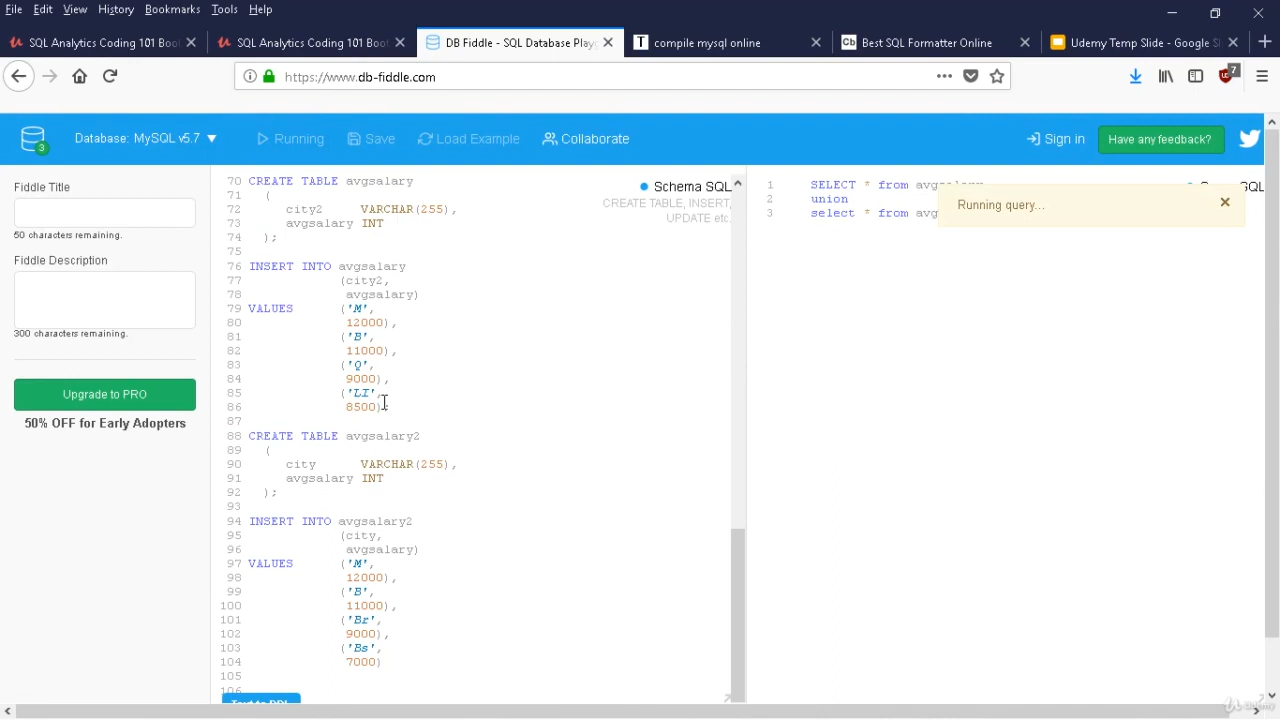 File Edit View History Bookmarks Tools Help
SQL Analytics Coding 101 Boot
SQL Analytics Coding 101 Boot
DB Fiddle - SQL Database Play
compile mysql online
Best SQL Formatter Online
Udemy Temp Slide - Google S
https://www.db-fiddle.com
7
3
Database: MySQL v5.7
Running
Save
Load Example
Collaborate
Sign in
Have any feedback?
Fiddle Title
50 characters remaining.
Fiddle Description
300 characters remaining.
Upgrade to PRO
50% OFF for Early Adopters
Schema SQL
CREATE TABLE, INSERT,
UPDATE etc.
70 CREATE TABLE avgsalary
71 (
72 city2 VARCHAR(255),
73 avgsalary INT
74 );
75
76 INSERT INTO avgsalary
77 (city2,
78 avgsalary)
79 VALUES ('M',
80 12000),
81 ('B',
82 11000),
83 ('Q',
84 9000),
85 ('LI',
86 8500);
87
88 CREATE TABLE avgsalary2
89 (
90 city VARCHAR(255),
91 avgsalary INT
92 );
93
94 INSERT INTO avgsalary2
95 (city,
96 avgsalary)
97 VALUES ('M',
98 12000),
99 ('B',
100 11000),
101 ('Br',
102 9000),
103 ('Bs',
104 7000)
105
106
1 SELECT * from
2 union
3 select * from
Running query...
Udemy